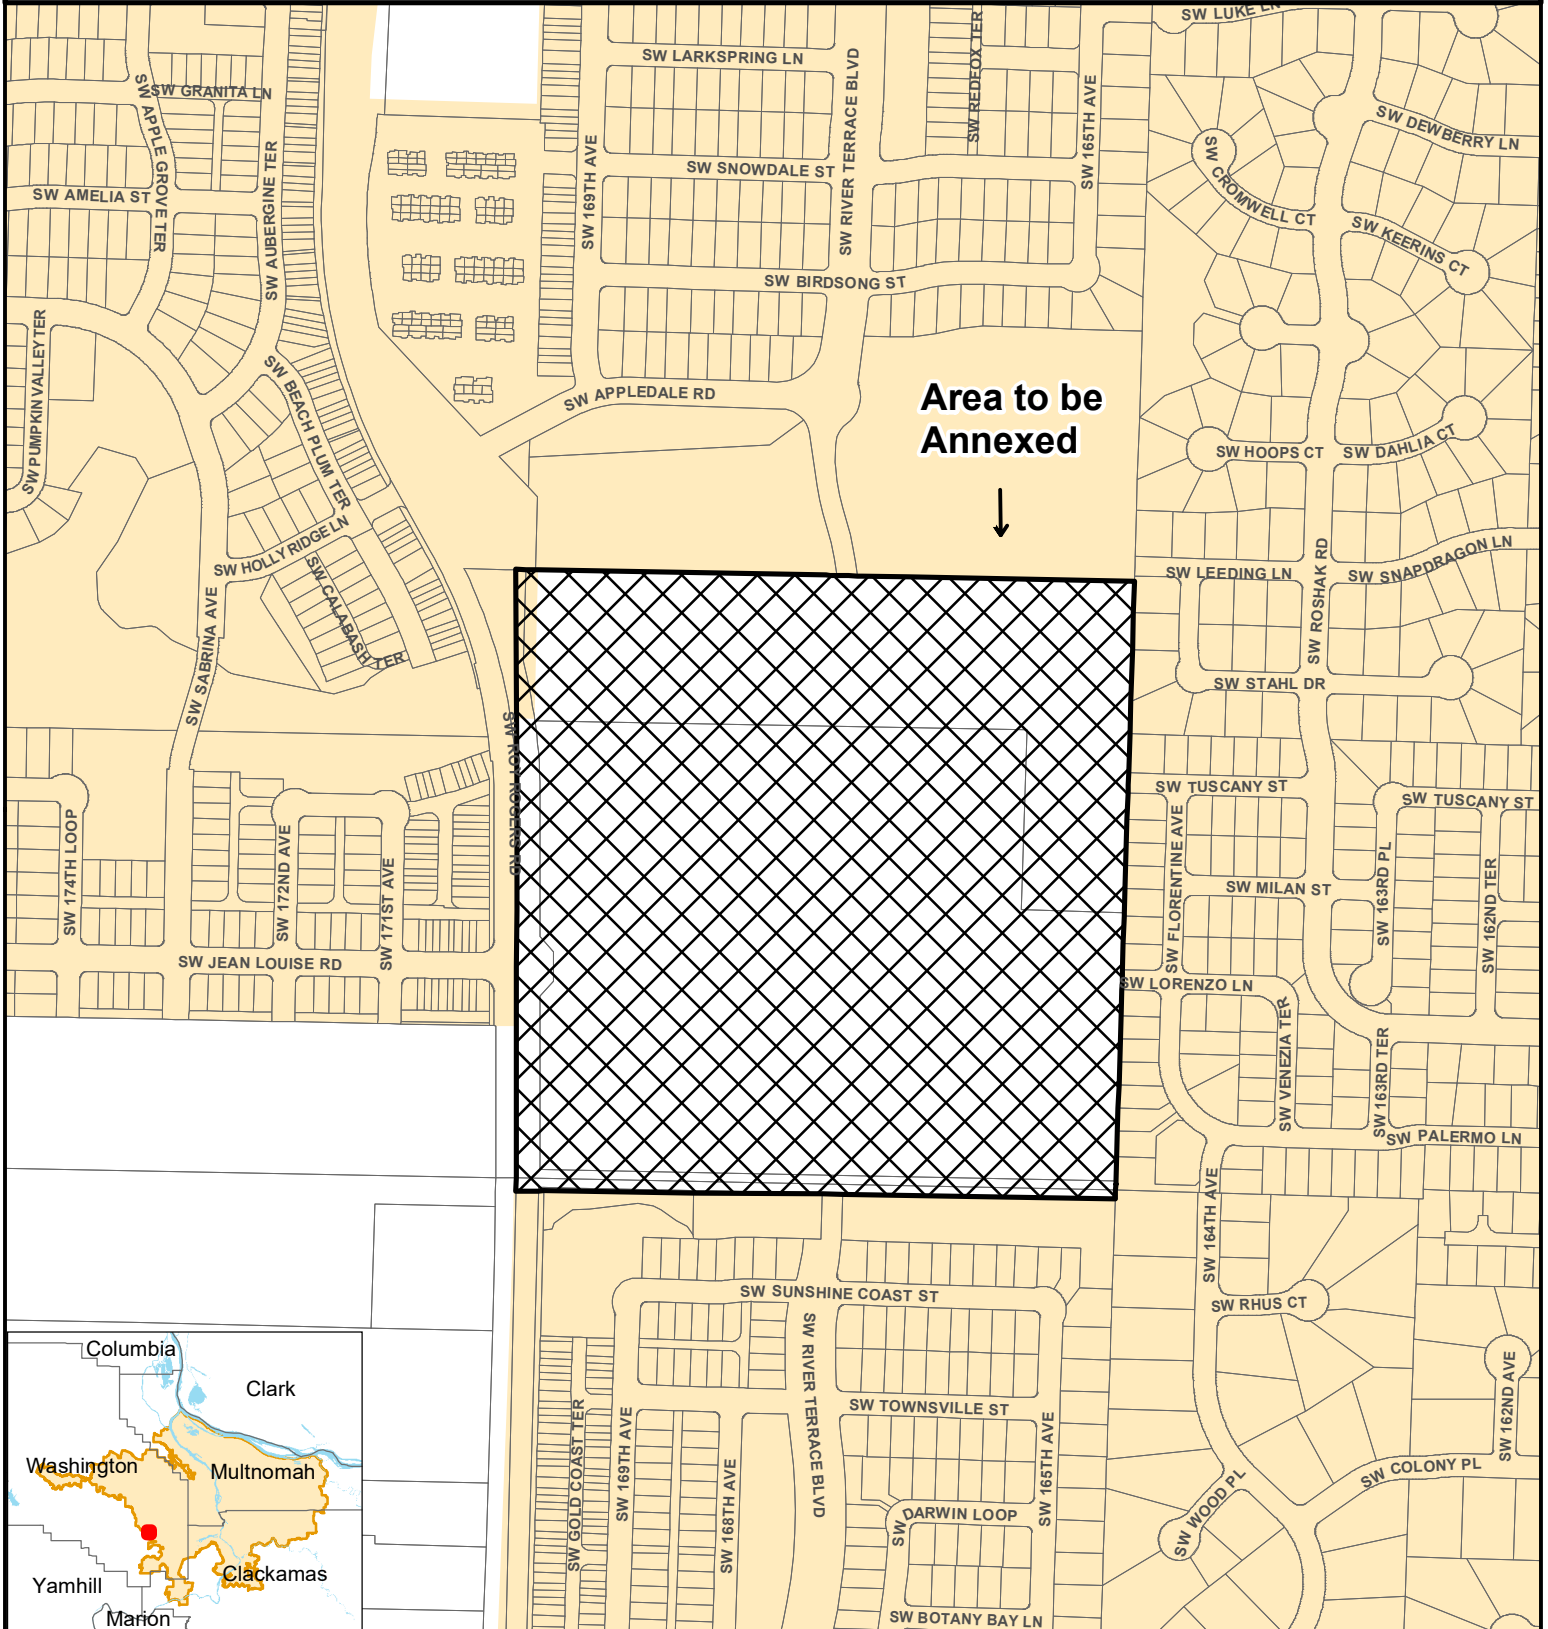 SW LUKE LN
SW LARKSPRING LN
SW REDFOX TER
SW RIVER TERRACE BLVD
SW 165TH AVE
SW GRANITA LN
SW APPLE GROVE TER
SW AUBERGINE TER
SW AMELIA ST
SW 169TH AVE
SW SNOWDALE ST
SW DEWBERRY LN
SW CROMWELL CT
SW KEERINS CT
SW BIRDSONG ST
SW PUMPKIN VALLEY TER
SW BEACH PLUM TER
SW APPLEDALE RD
Area to be
Annexed
SW HOOPS CT
SW DAHLIA CT
SW HOLLY RIDGE LN
SW CALABASH TER
SW SABRINA AVE
SW LEEDING LN
SW ROSHAK RD
SW SNAPDRAGON LN
SW STAHL DR
SW ROY ROGERS RD
SW TUSCANY ST
SW TUSCANY ST
SW 174TH LOOP
SW 172ND AVE
SW 171ST AVE
SW FLORENTINE AVE
SW MILAN ST
SW 163RD PL
SW 162ND TER
SW JEAN LOUISE RD
SW LORENZO LN
SW VENEZIA TER
SW 163RD TER
SW PALERMO LN
SW 164TH AVE
SW SUNSHINE COAST ST
SW RHUS CT
SW RIVER TERRACE BLVD
SW TOWNSVILLE ST
SW GOLD COAST TER
SW 169TH AVE
SW 168TH AVE
SW 165TH AVE
SW 162ND AVE
SW COLONY PL
SW WOOD PL
SW DARWIN LOOP
SW BOTANY BAY LN
Columbia
Clark
Washington
Multnomah
Yamhill
Clackamas
Marion